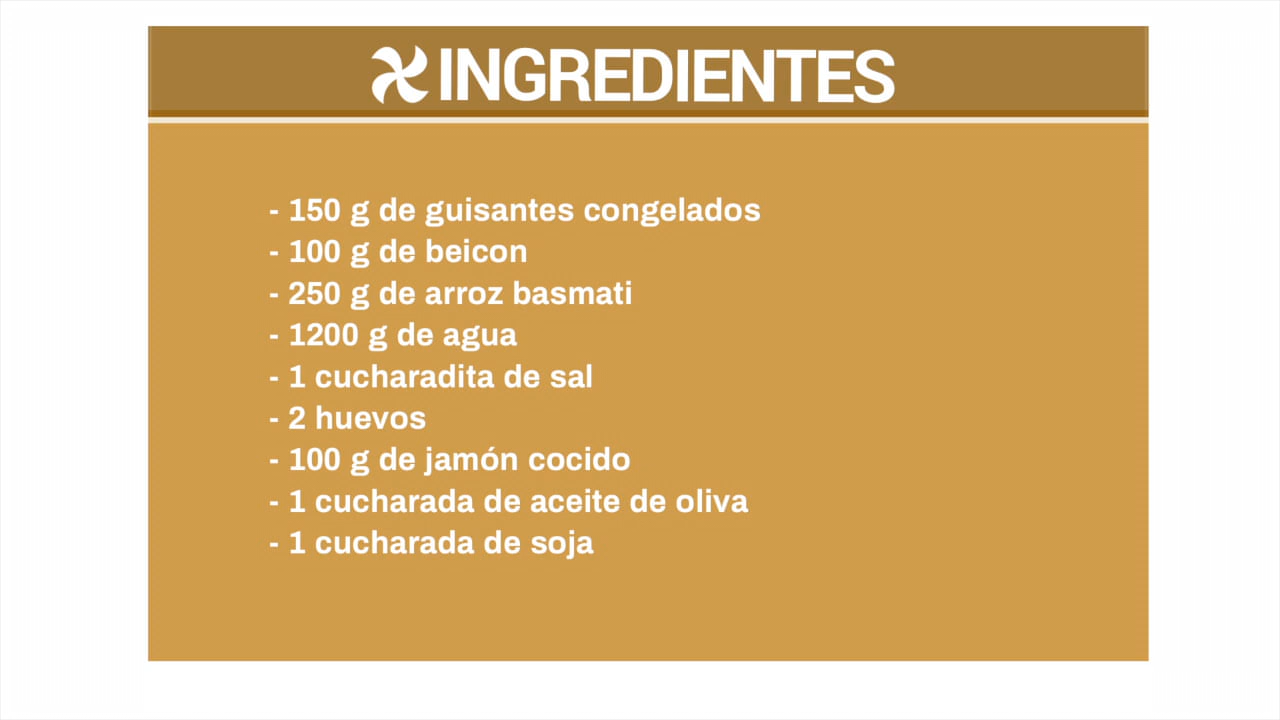 INGREDIENTES
- 150 g de guisantes congelados
- 100 g de beicon
- 250 g de arroz basmati
- 1200 g de agua
- 1 cucharadita de sal
- 2 huevos
- 100 g de jamón cocido
- 1 cucharada de aceite de oliva
- 1 cucharada de soja